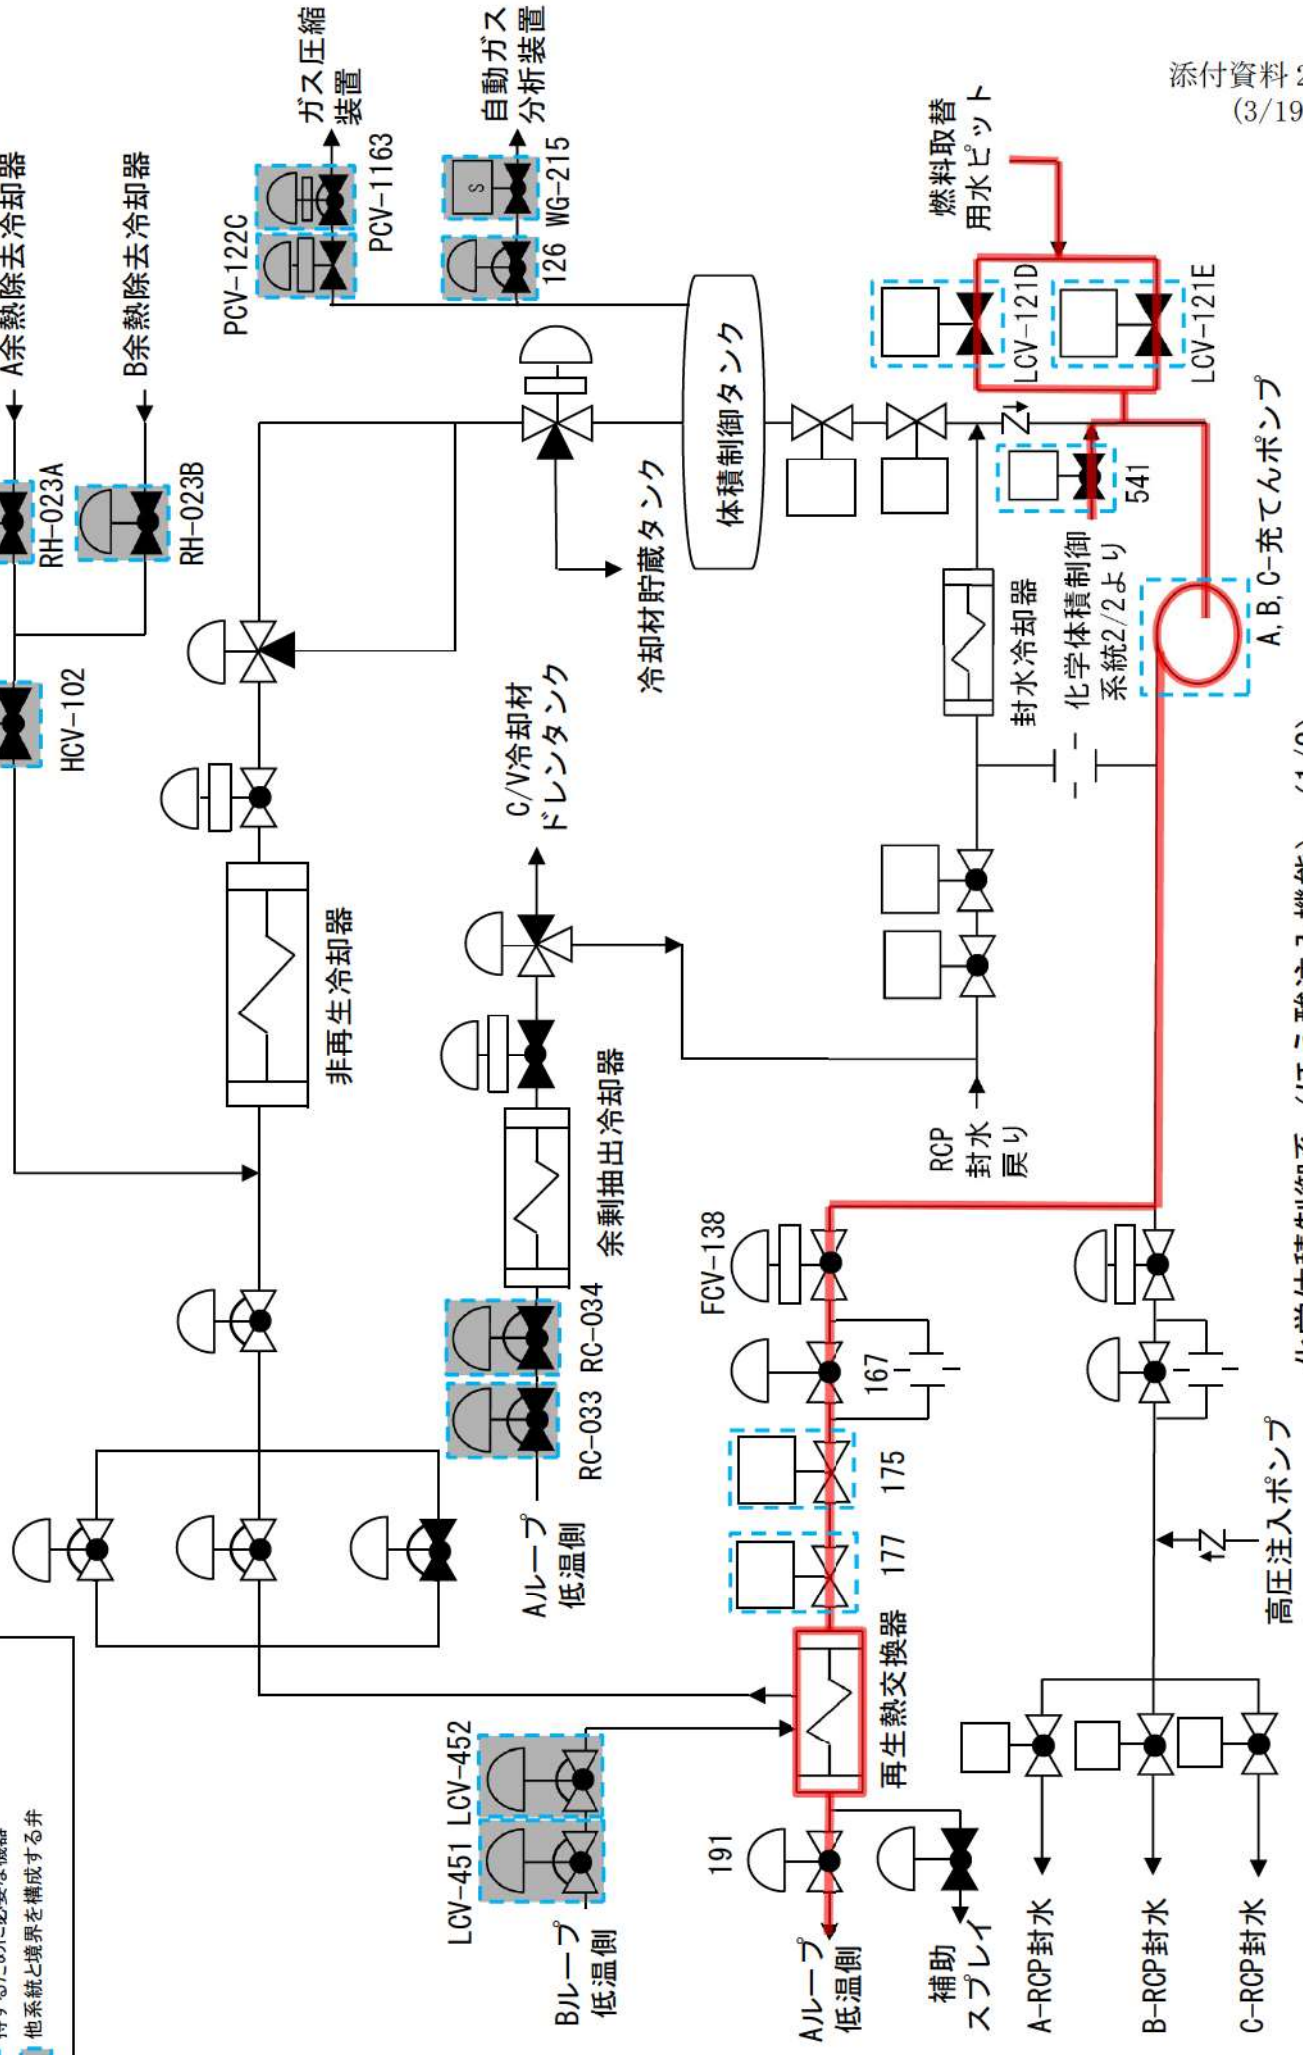 添付資料 2
(3/19
A余熱除去冷却器
B余熱除去冷却器
RH-023A
RH-023B
HCV-102
ガス圧縮
装置
PCV-122C
PCV-1163
自動ガス
分析装置
126
WG-215
体積制御タンク
冷却材貯蔵タンク
燃料取替
用水ピット
LCV-121D
LCV-121E
541
化学体積制御
系統2/2より
A,B,C-充てんポンプ
封水冷却器
C/V冷却材
ドレンタンク
非再生冷却器
余剰抽出冷却器
RC-034
RC-033
Aループ
低温側
RCP
封水
戻り
FCV-138
167
175
177
再生熱交換器
LCV-452
LCV-451
Bループ
低温側
191
Aループ
低温側
補助
スプレイ
高圧注入ポンプ
A-RCP封水
B-RCP封水
C-RCP封水
S
他系統と境界を構成する弁